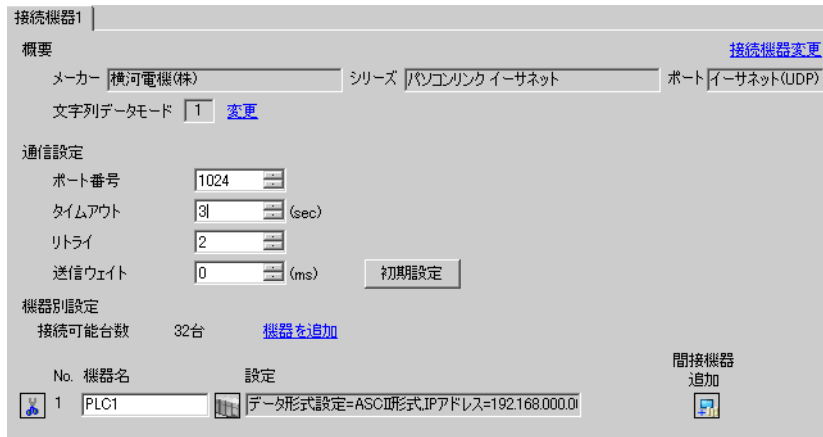 接続機器1
概要
接続機器変更
メーカー 横河電機(株) シリーズ パソコンリンク イーサネット ポート イーサネット(UDP)
文字列データモード 1 変更
通信設定
ポート番号 1024
タイムアウト 3 (sec)
リトライ 2
送信ウェイト 0 (ms) 初期設定
機器別設定
接続可能台数 32台 機器を追加
間接機器
追加
No. 機器名 設定
1 PLC1 データ形式設定=ASCII形式,IPアドレス=192.168.000.0